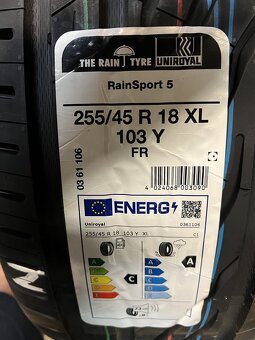 THE RAIN TYRE
UNIROYAL
RainSport 5
255/45 R 18 XL
103 Y
FR
03 61 106
4 024068 003090
ENERG
Uniroyal
0361106
255/45 R 18 103 Y XL
C1
C
A